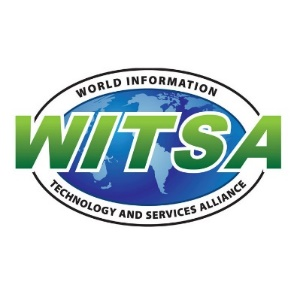 WORLD INFORMATION
WITSA
TECHNOLOGY AND SERVICES ALLIANCE